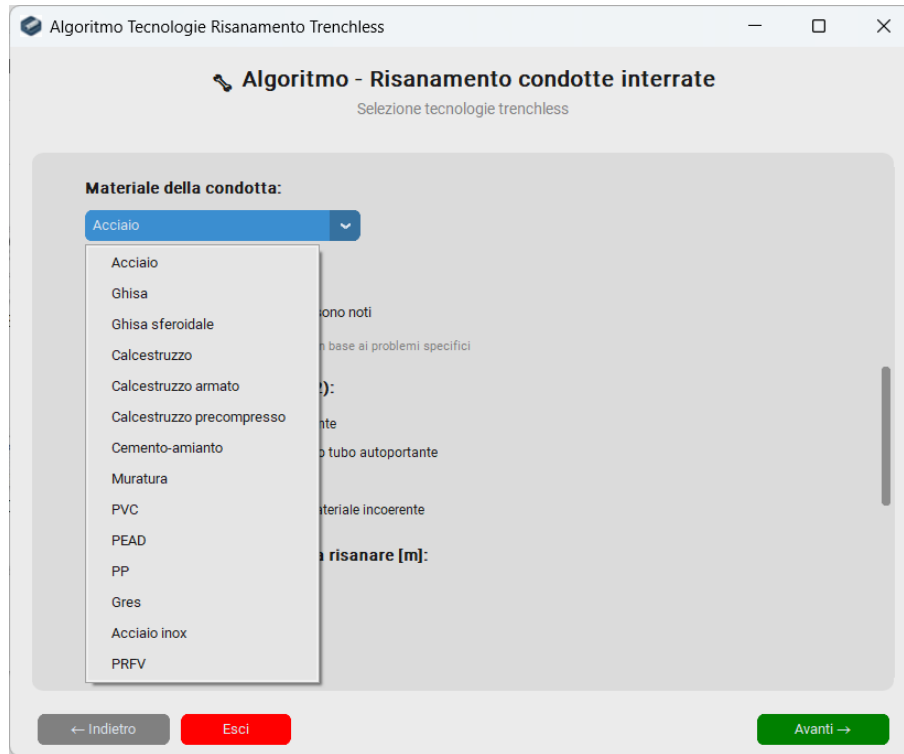 Algoritmo Tecnologie Risanamento Trenchless
Algoritmo - Risanamento condotte interrate
Selezione tecnologie trenchless
Materiale della condotta:
Acciaio
Acciaio
Ghisa
Ghisa sferoidale
sono noti
Calcestruzzo
in base ai problemi specifici
Calcestruzzo armato
2):
Calcestruzzo precompresso
nte
Cemento-amianto
o tubo autoportante
Muratura
PVC
ateriale incoerente
PEAD
a risanare [m]:
PP
Gres
Acciaio inox
PRFV
← Indietro
Esci
Avanti →